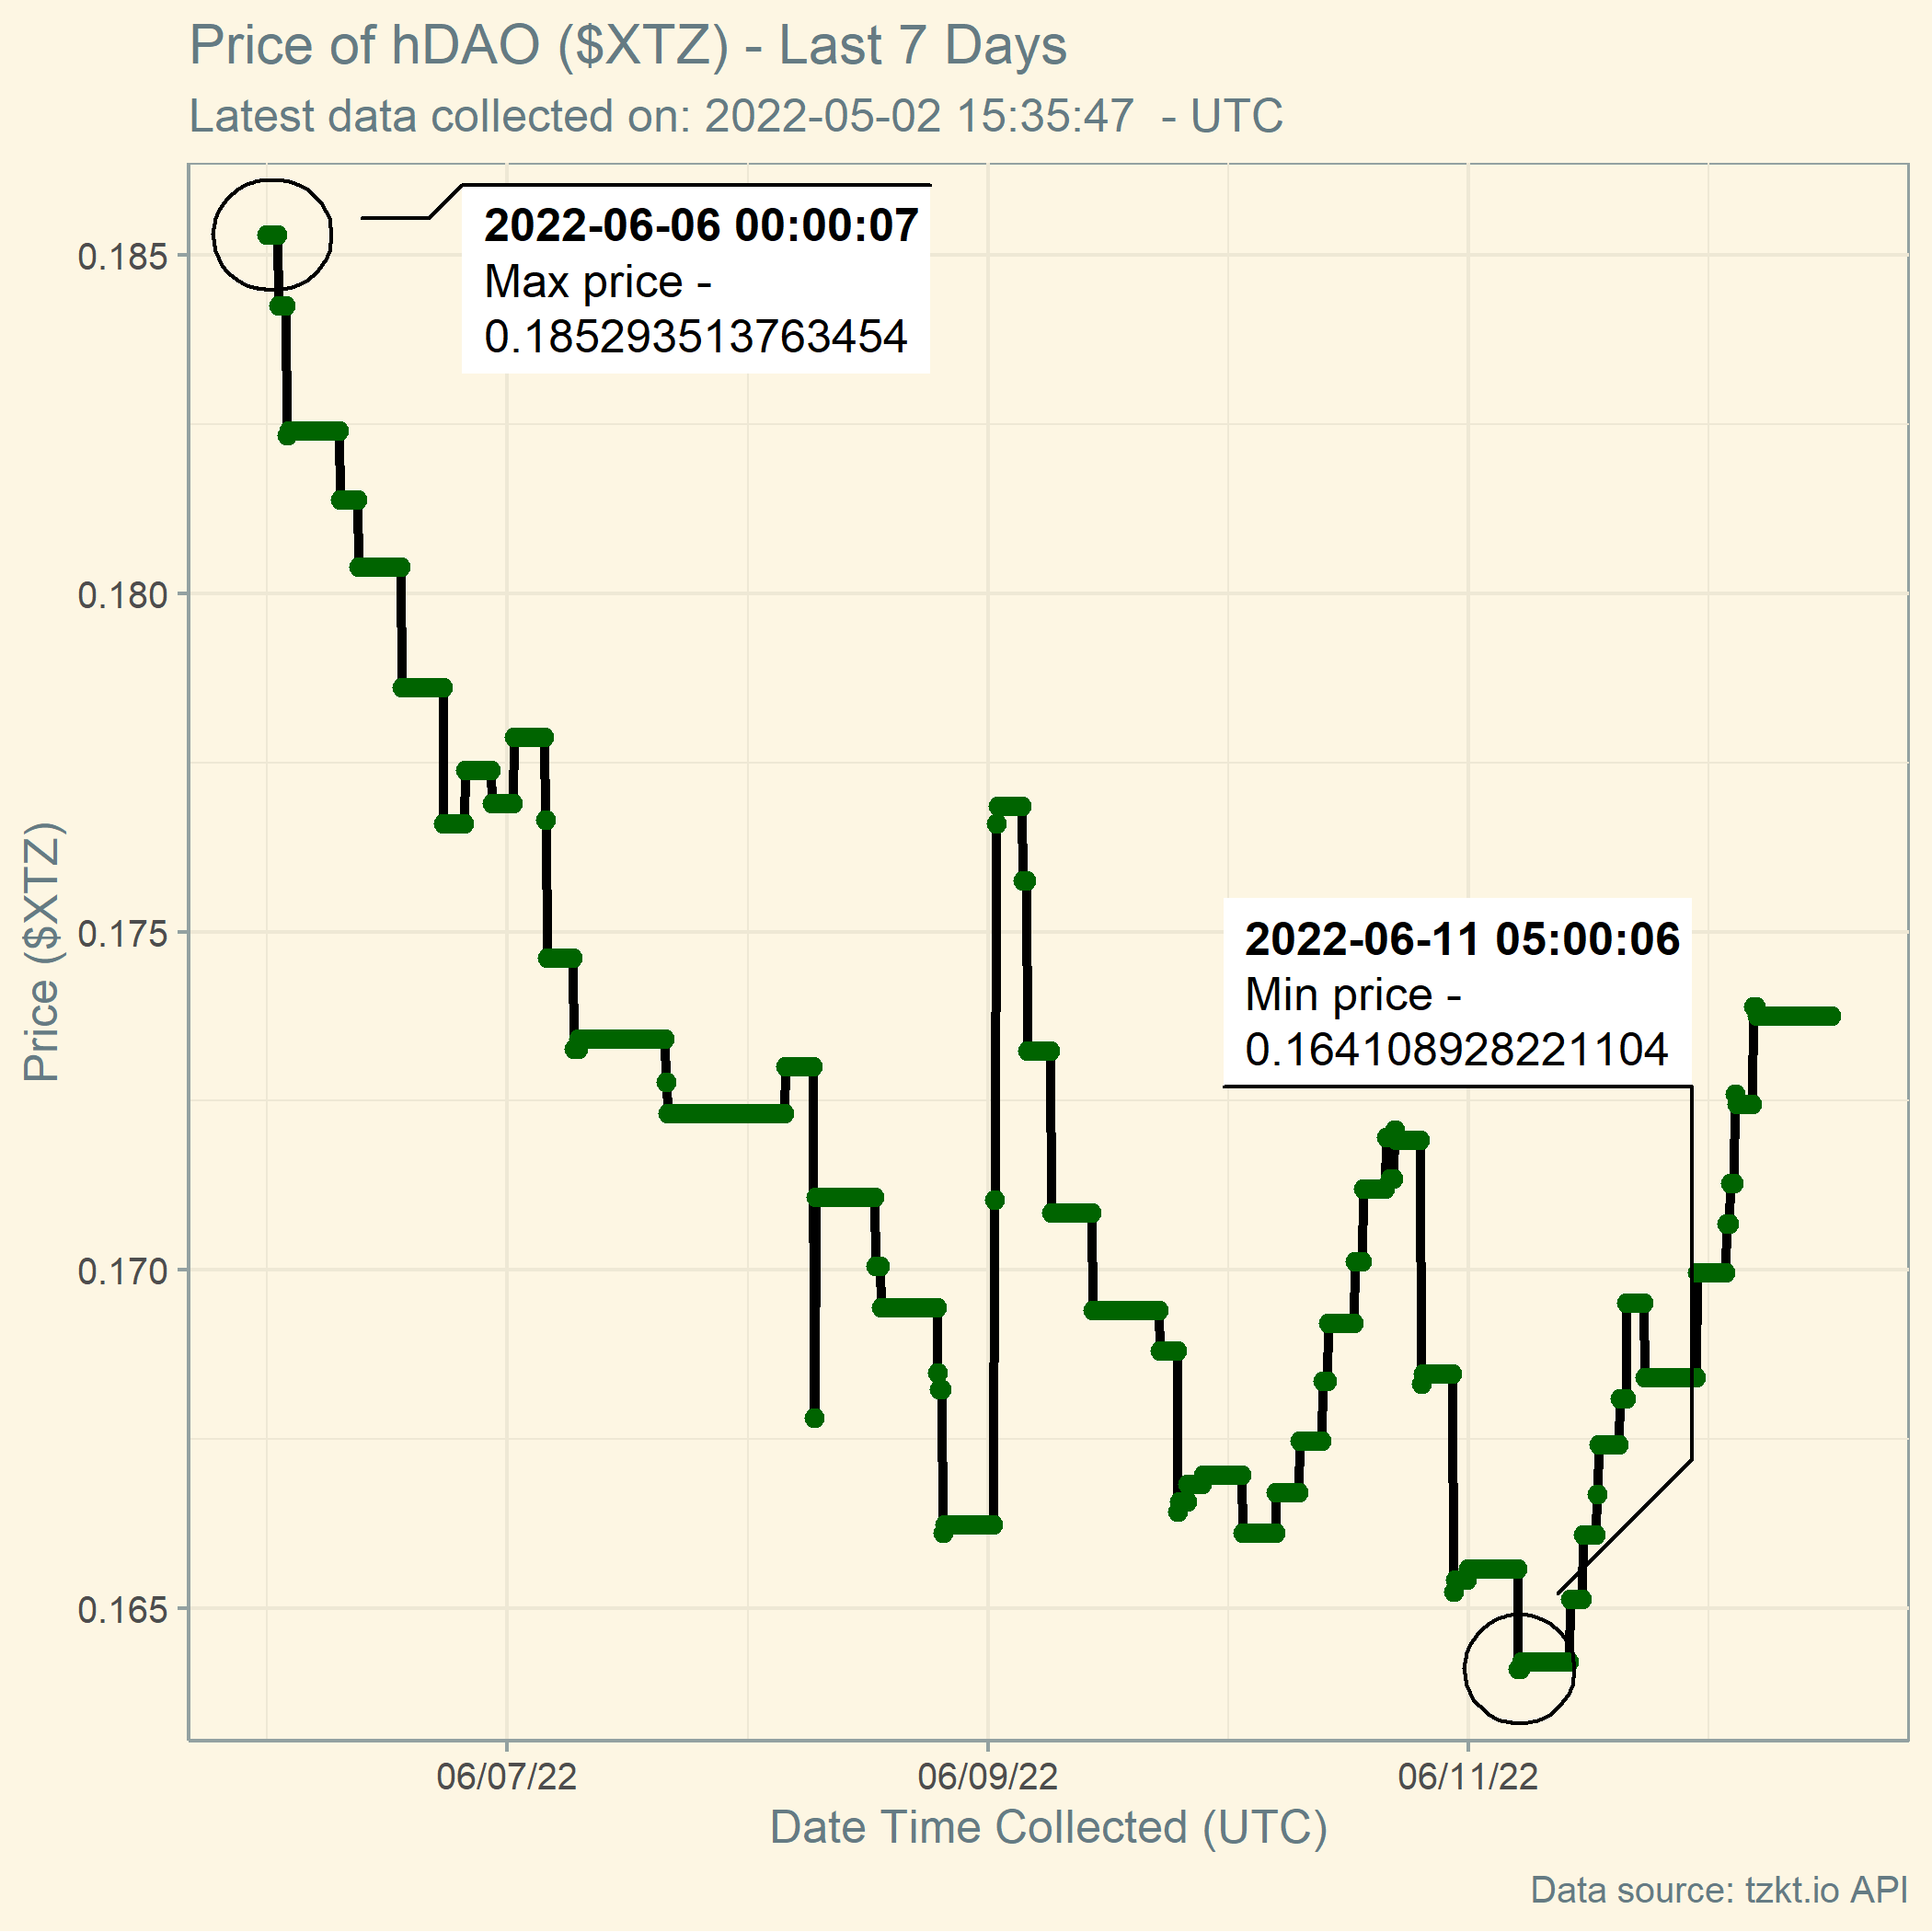 Price of hDAO ($XTZ) - Last 7 Days
Latest data collected on: 2022-05-02 15:35:47  - UTC
2022-06-06 00:00:07
Max price -
0.185293513763454
0.185
0.180
0.175
0.170
0.165
Price ($XTZ)
2022-06-11 05:00:06
Min price -
0.164108928221104
06/07/22
06/09/22
06/11/22
Date Time Collected (UTC)
Data source: tzkt.io API